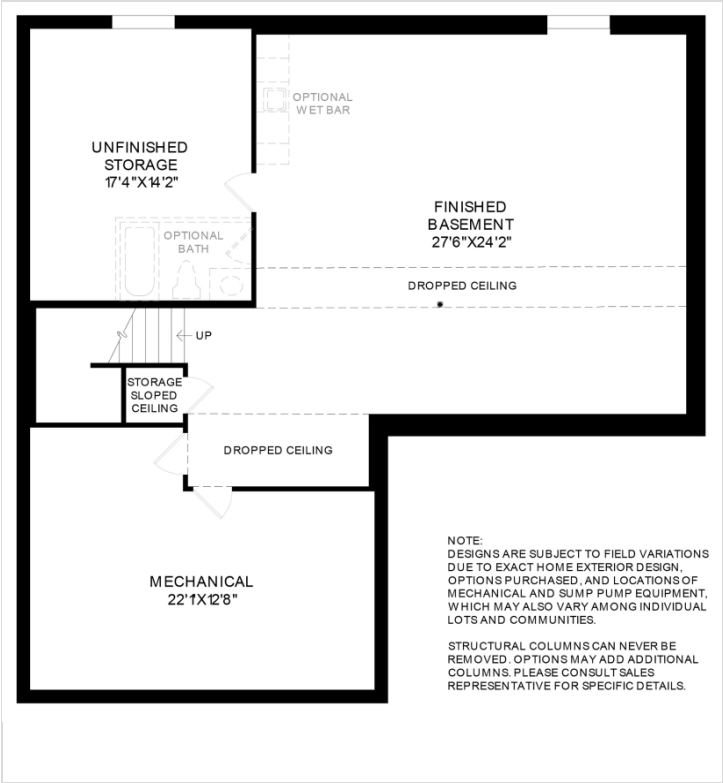 OPTIONAL
WET BAR
UNFINISHED
STORAGE
17'4"X14'2"
FINISHED
BASEMENT
27'6"X24'2"
OPTIONAL
BATH
DROPPED CEILING
UP
STORAGE
SLOPED
CEILING
DROPPED CEILING
MECHANICAL
22'1"X12'8"
NOTE:
DESIGNS ARE SUBJECT TO FIELD VARIATIONS
DUE TO EXACT HOME EXTERIOR DESIGN,
OPTIONS PURCHASED, AND LOCATIONS OF
MECHANICAL AND SUMP PUMP EQUIPMENT,
WHICH MAY ALSO VARY AMONG INDIVIDUAL
LOTS AND COMMUNITIES.
STRUCTURAL COLUMNS CAN NEVER BE
REMOVED. OPTIONS MAY ADD ADDITIONAL
COLUMNS. PLEASE CONSULT SALES
REPRESENTATIVE FOR SPECIFIC DETAILS.